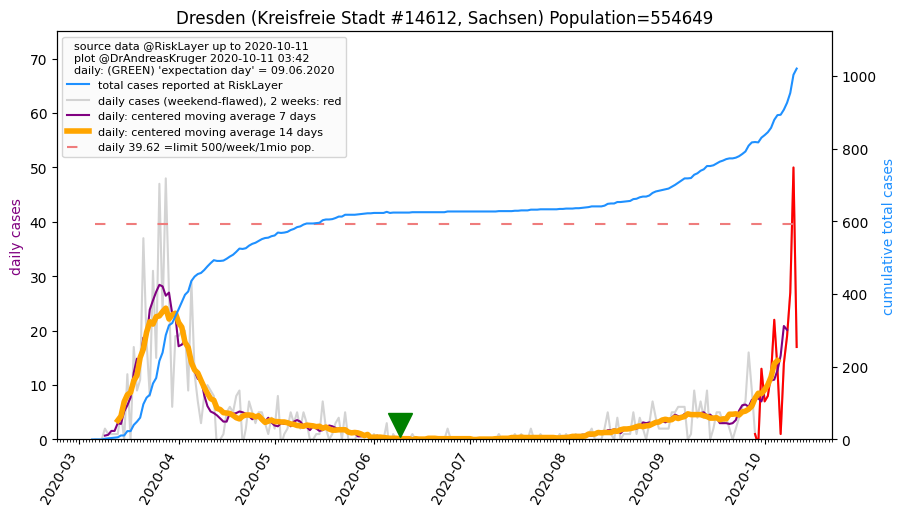 Dresden (Kreisfreie Stadt #14612, Sachsen) Population=554649
source data @RiskLayer up to 2020-10-11
plot @DrAndreasKruger 2020-10-11 03:42
daily: (GREEN) 'expectation day' = 09.06.2020
total cases reported at RiskLayer
daily cases (weekend-flawed), 2 weeks: red
daily: centered moving average 7 days
daily: centered moving average 14 days
daily 39.62 =limit 500/week/1mio pop.
daily cases
70
60
50
40
30
20
10
0
cumulative total cases
1000
800
600
400
200
0
2020-03
2020-04
2020-05
2020-06
2020-07
2020-08
2020-09
2020-10